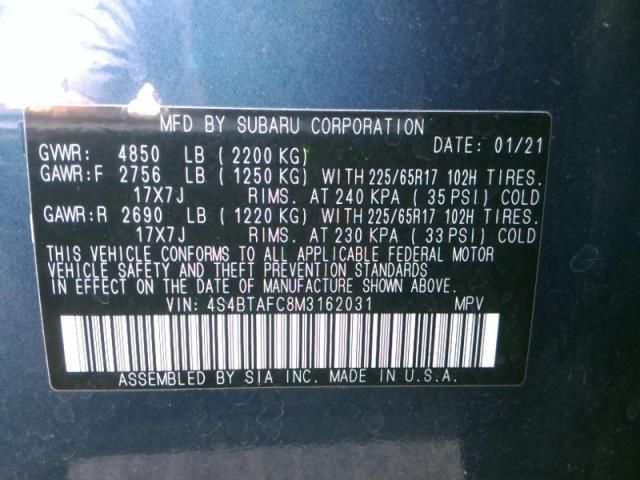 MFD BY SUBARU CORPORATION
DATE: 01/21
GVWR: 4850 LB (2200 KG)
GAWR:F 2756 LB (1250 KG) WITH 225/65R17 102H TIRES.
17X7J RIMS. AT 240 KPA (35 PSI) COLD
GAWR:R 2690 LB (1220 KG) WITH 225/65R17 102H TIRES.
17X7J RIMS. AT 230 KPA (33 PSI) COLD
THIS VEHICLE CONFORMS TO ALL APPLICABLE FEDERAL MOTOR
VEHICLE SAFETY AND THEFT PREVENTION STANDARDS
IN EFFECT ON THE DATE OF MANUFACTURE SHOWN ABOVE.
VIN: 4S4BTAFC8M3162031 MPV
ASSEMBLED BY SIA INC. MADE IN U.S.A.